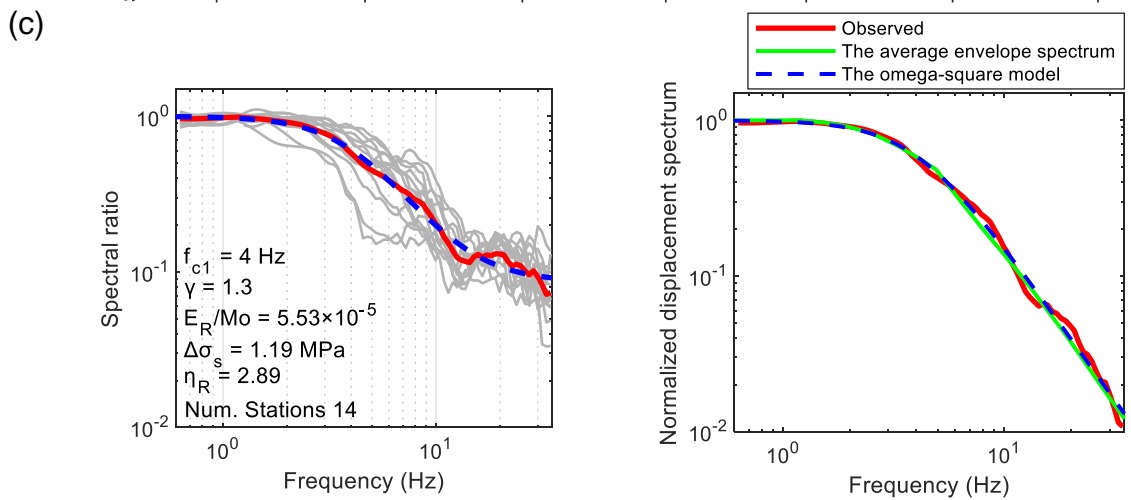 (c)
Observed
The average envelope spectrum
The omega-square model
Spectral ratio
10^0
10^-1
10^-2
f_c1 = 4 Hz
γ = 1.3
E_R/Mo = 5.53×10^-5
Δσ_s = 1.19 MPa
η_R = 2.89
Num. Stations 14
10^0
10^1
Frequency (Hz)
Normalized displacement spectrum
10^0
10^-1
10^-2
10^0
10^1
Frequency (Hz)